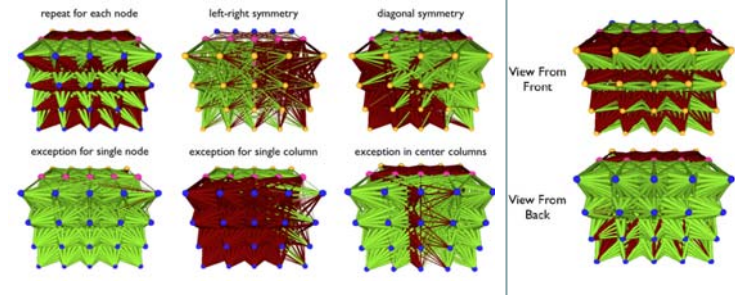 repeat for each node
left-right symmetry
diagonal symmetry
exception for single node
exception for single column
exception in center columns
View From
Front
View From
Back